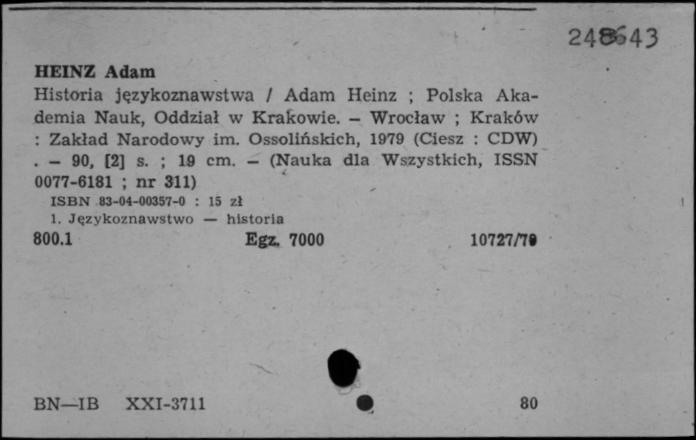 248643
HEINZ Adam
Historia językoznawstwa / Adam Heinz ; Polska Aka-
demia Nauk, Oddział w Krakowie. – Wrocław ; Kraków
: Zakład Narodowy im. Ossolińskich, 1979 (Ciesz : CDW)
. – 90, [2] s. ; 19 cm. – (Nauka dla Wszystkich, ISSN
0077-6181 ; nr 311)
ISBN 83-04-00357-0 : 15 zł
1. Językoznawstwo — historia
800.1 Egz. 7000 10727/79
BN—IB XXI-3711 80